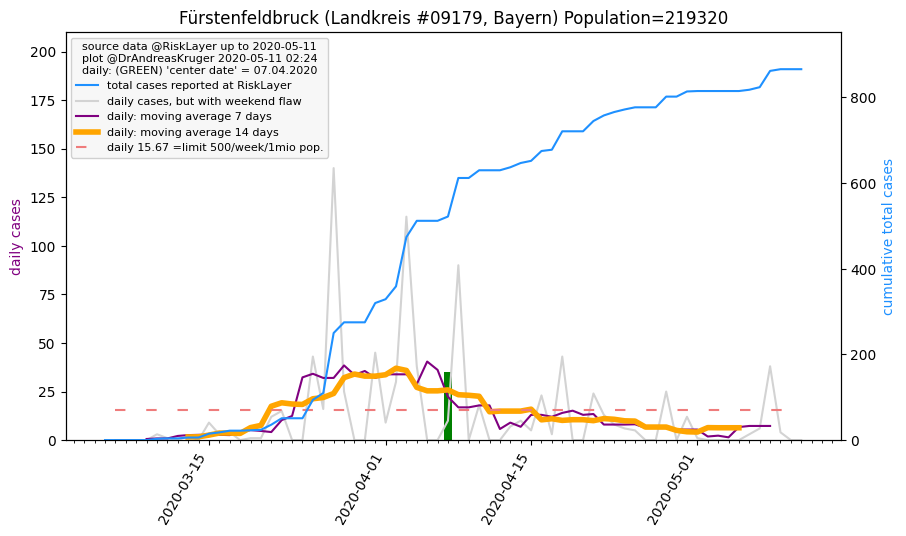 Fürstenfeldbruck (Landkreis #09179, Bayern) Population=219320
source data @RiskLayer up to 2020-05-11
plot @DrAndreasKruger 2020-05-11 02:24
daily: (GREEN) 'center date' = 07.04.2020
total cases reported at RiskLayer
daily cases, but with weekend flaw
daily: moving average 7 days
daily: moving average 14 days
daily 15.67 =limit 500/week/1mio pop.
daily cases
200
175
150
125
100
75
50
25
0
cumulative total cases
800
600
400
200
0
2020-03-15
2020-04-01
2020-04-15
2020-05-01